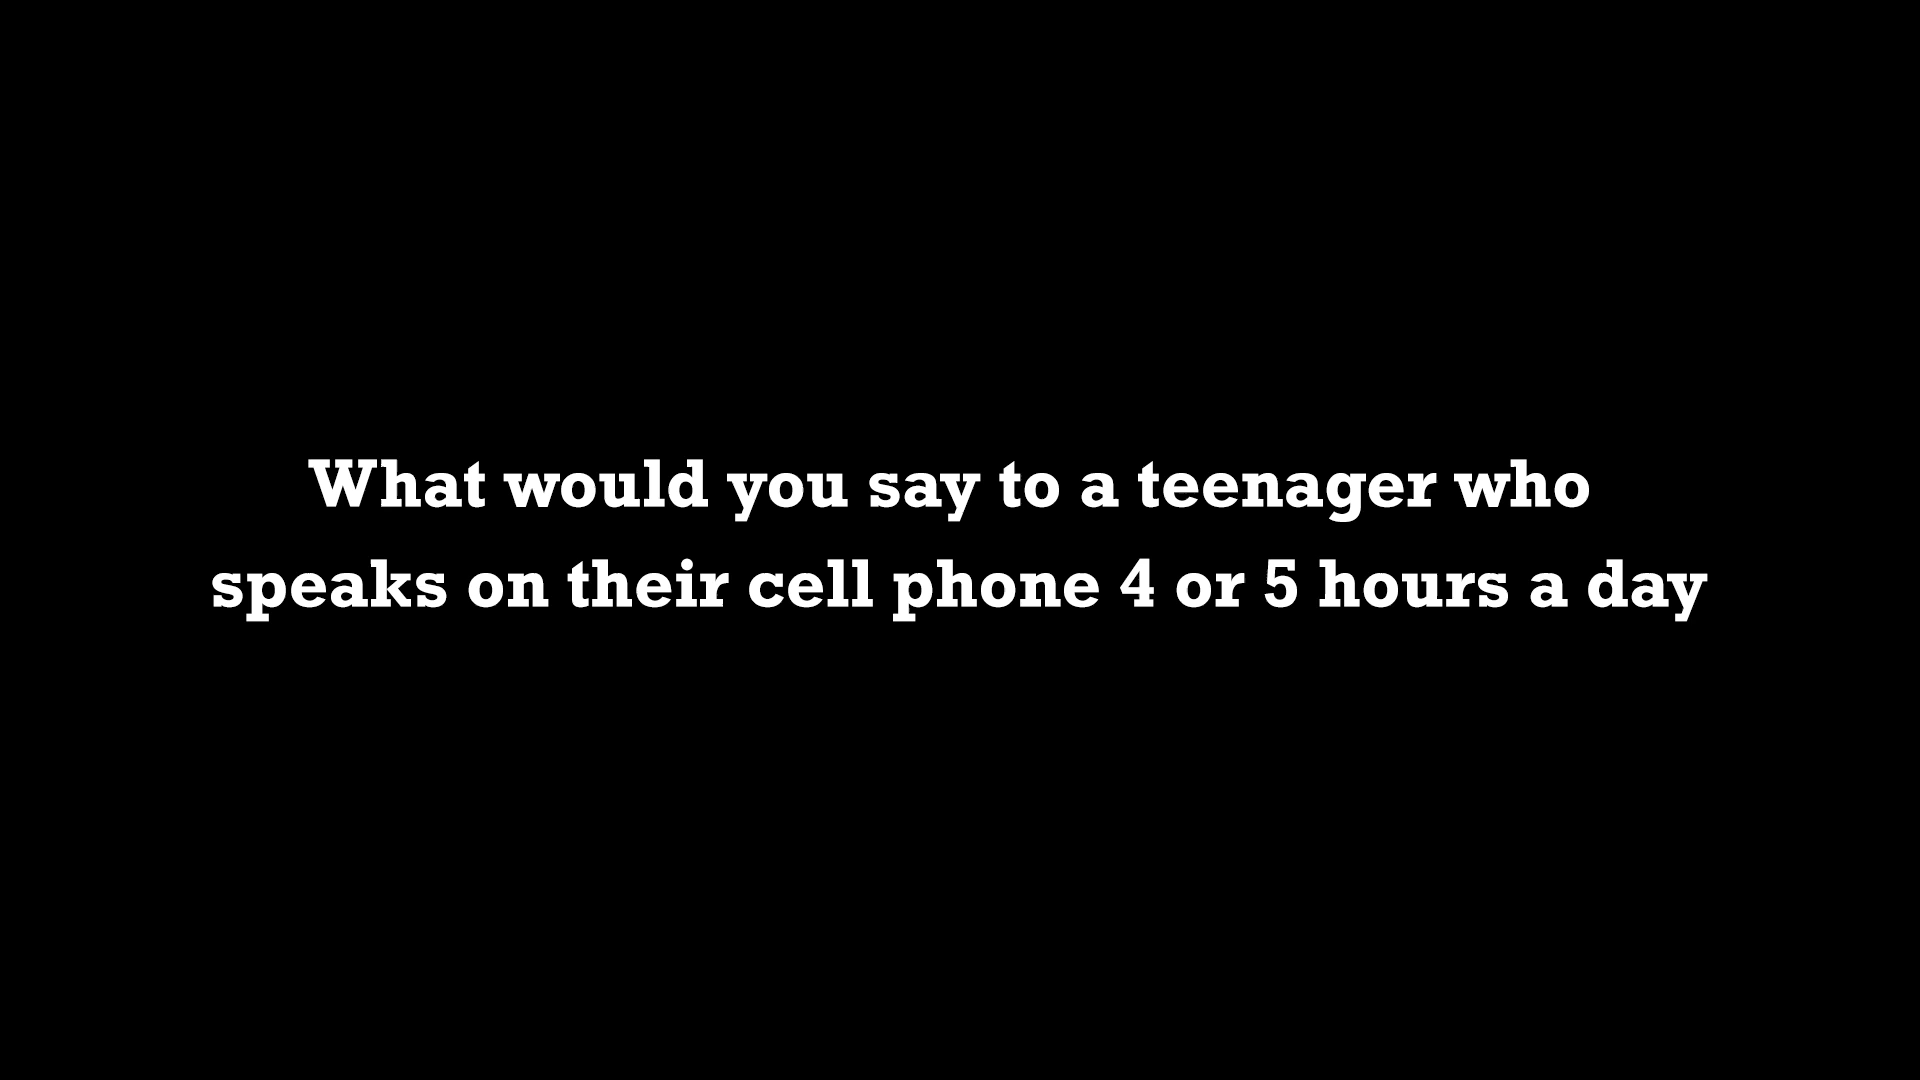 What would you say to a teenager who
speaks on their cell phone 4 or 5 hours a day